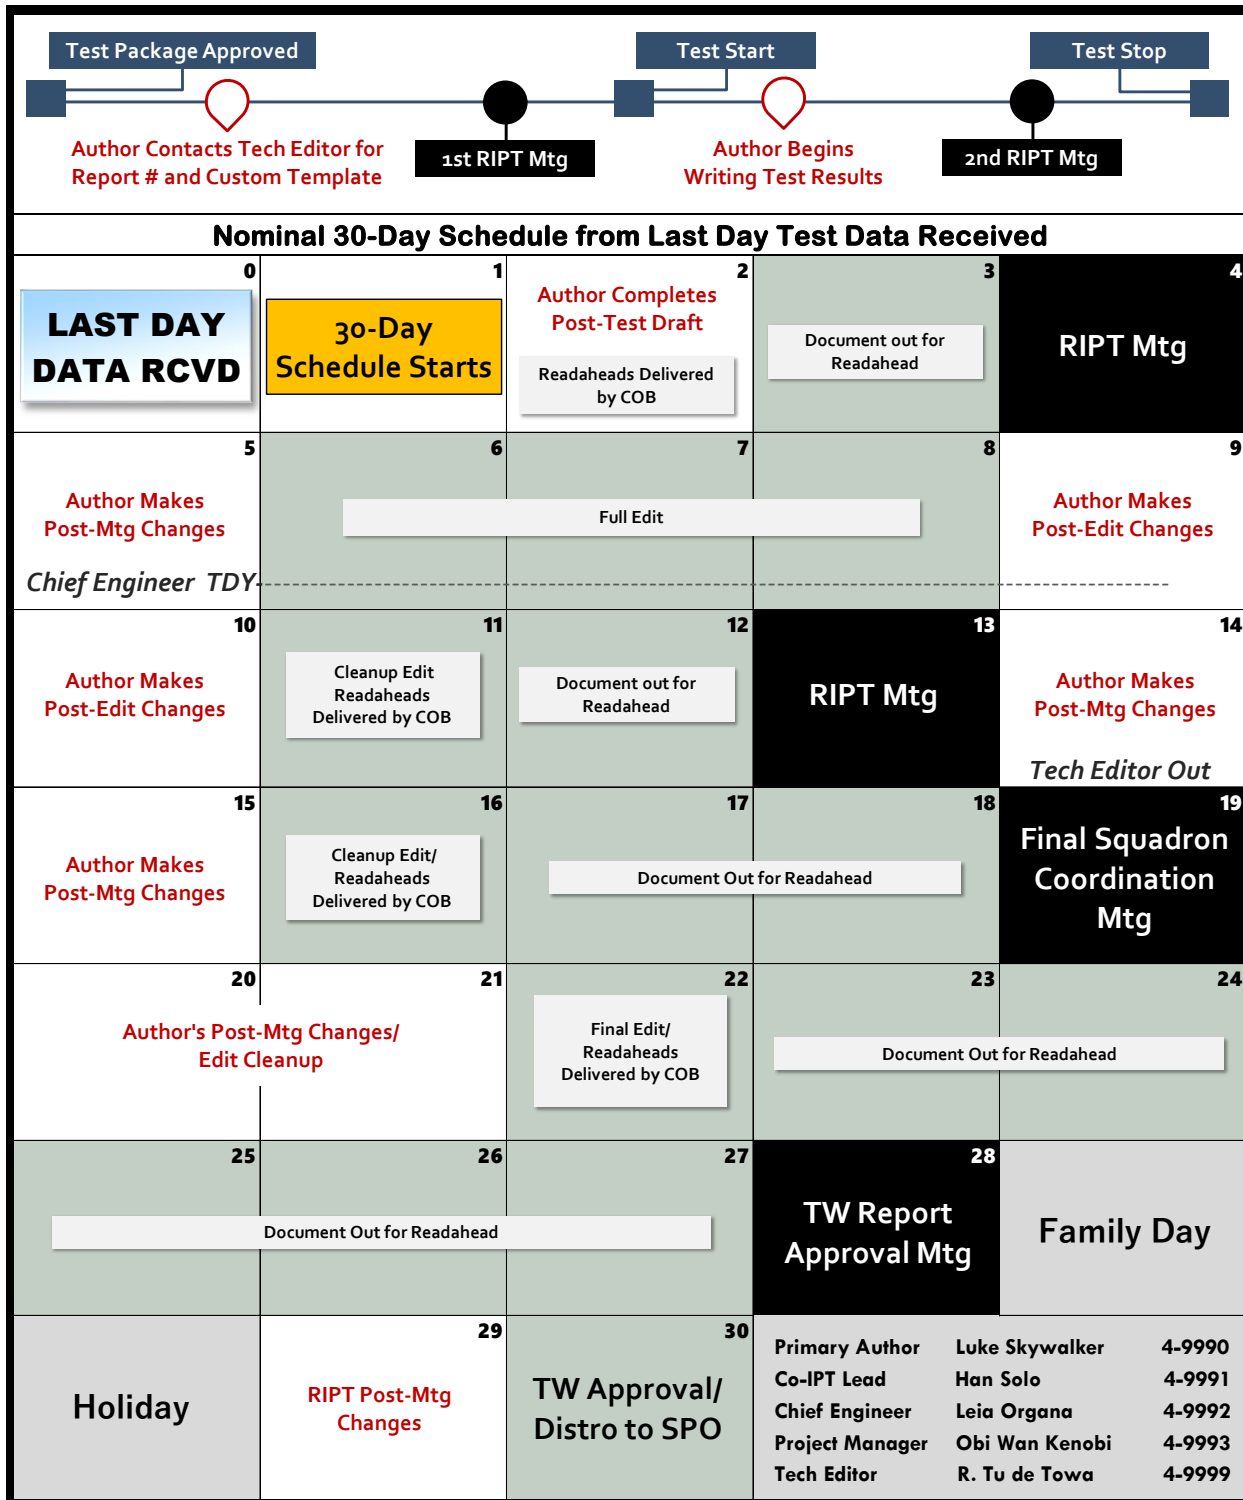 Test Package Approved
Test Start
Test Stop
Author Contacts Tech Editor for
Report # and Custom Template
1st RIPT Mtg
Author Begins
Writing Test Results
2nd RIPT Mtg
Nominal 30-Day Schedule from Last Day Test Data Received
0
LAST DAY
DATA RCVD
1
30-Day
Schedule Starts
2
Author Completes
Post-Test Draft
Readaheads Delivered
by COB
3
Document out for
Readahead
4
RIPT Mtg
5
Author Makes
Post-Mtg Changes
Chief Engineer TDY
6
7
8
Full Edit
9
Author Makes
Post-Edit Changes
10
Author Makes
Post-Edit Changes
11
Cleanup Edit
Readaheads
Delivered by COB
12
Document out for
Readahead
13
RIPT Mtg
14
Author Makes
Post-Mtg Changes
Tech Editor Out
15
Author Makes
Post-Mtg Changes
16
Cleanup Edit/
Readaheads
Delivered by COB
17
18
Document Out for Readahead
19
Final Squadron
Coordination
Mtg
20
21
Author's Post-Mtg Changes/
Edit Cleanup
22
Final Edit/
Readaheads
Delivered by COB
23
24
Document Out for Readahead
25
26
27
Document Out for Readahead
28
TW Report
Approval Mtg
Family Day
Holiday
29
RIPT Post-Mtg
Changes
30
TW Approval/
Distro to SPO
Primary Author Luke Skywalker 4-9990
Co-IPT Lead Han Solo 4-9991
Chief Engineer Leia Organa 4-9992
Project Manager Obi Wan Kenobi 4-9993
Tech Editor R. Tu de Towa 4-9999